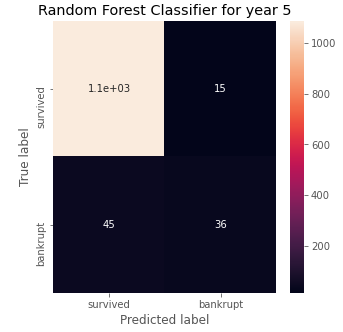 Random Forest Classifier for year 5
True label
survived
bankrupt
1.1e+03
15
45
36
survived
bankrupt
Predicted label
1000
800
600
400
200